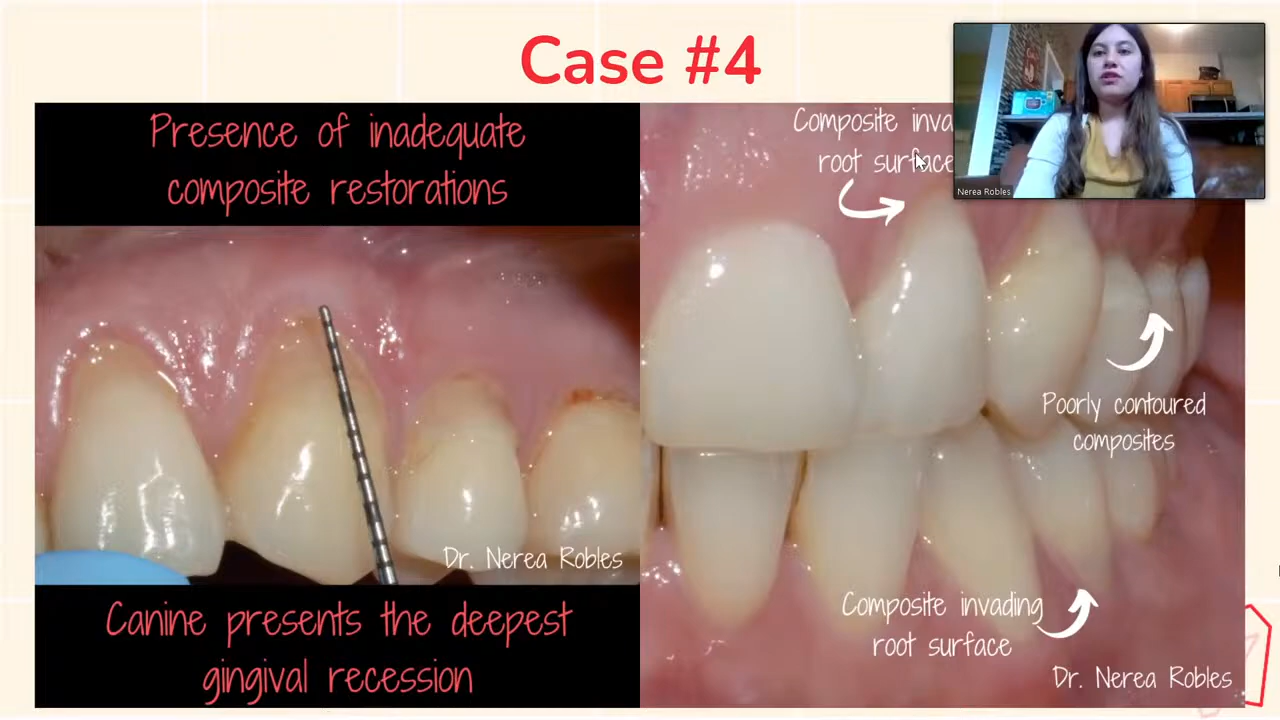 Case #4
Presence of inadequate
composite restorations
Dr. Nerea Robles
Canine presents the deepest
gingival recession
Composite
root surface
Poorly contoured
composites
Composite invading
root surface
Dr. Nerea Robles
Nerea Robles